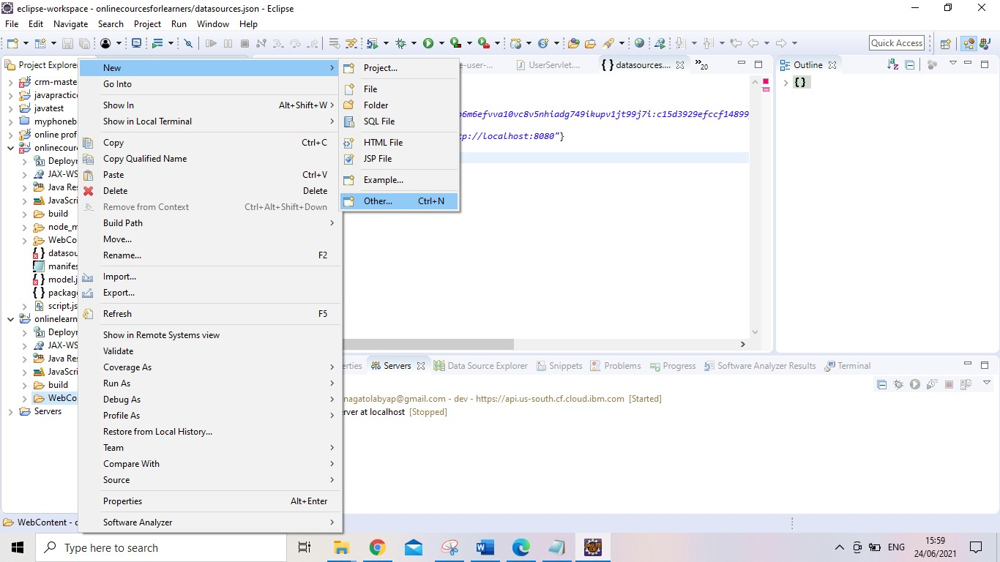 eclipse-workspace - onlinecourcesforlearners/datasources.json - Eclipse
File Edit Navigate Search Project Run Window Help
Quick Access
Project Explorer
crm-maste
javapractic
javatest
myphoneb
online prof
onlinecour
Deploym
JAX-WS
Java Res
JavaScri
build
node_m
WebCo
datasou
manifes
model.j
packag
script.js
onlinelearn
Deploym
JAX-WS
Java Res
JavaScri
build
WebCo
Servers
New
Go Into
Show In Alt+Shift+W
Show in Local Terminal
Copy Ctrl+C
Copy Qualified Name
Paste Ctrl+V
Delete Delete
Remove from Context Ctrl+Alt+Shift+Down
Build Path
Move...
Rename... F2
Import...
Export...
Refresh F5
Show in Remote Systems view
Validate
Coverage As
Run As
Debug As
Profile As
Restore from Local History...
Team
Compare With
Source
Properties Alt+Enter
Software Analyzer
Project...
File
Folder
SQL File
HTML File
JSP File
Example...
Other... Ctrl+N
e-user-... UserServlet.... { } datasources.... 20
6m6efvva10vc8v5nhiadg749ikupv1jt99j7i:c15d3929efccf14899
p://localhost:8080"}
Outline
{}
erties Servers Data Source Explorer Snippets Problems Progress Software Analyzer Results Terminal
nagatolabyap@gmail.com - dev - https://api.us-south.cf.cloud.ibm.com [Started]
erver at localhost [Stopped]
WebContent -
Type here to search
ENG
15:59
24/06/2021